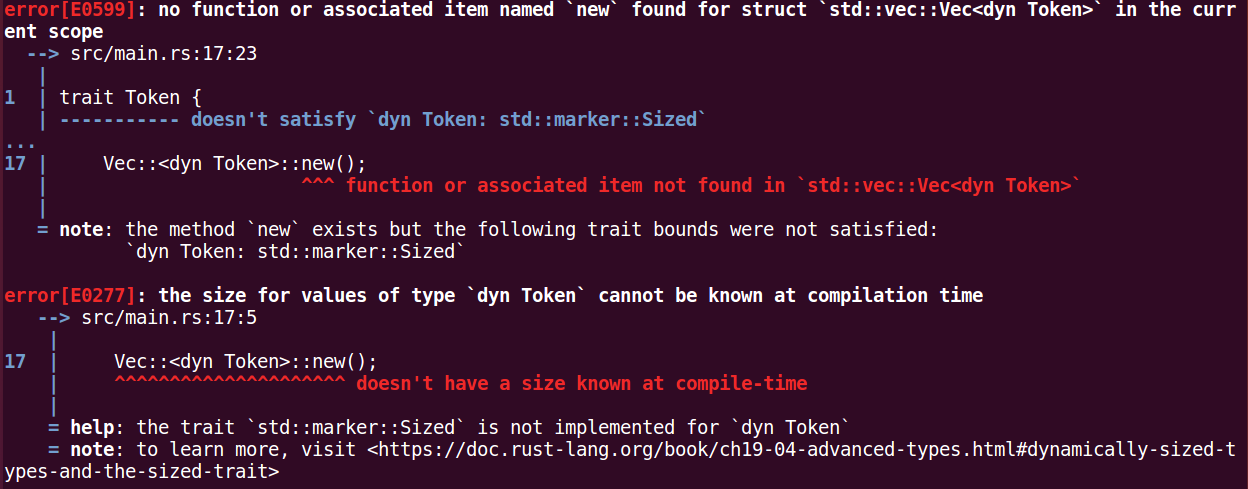 error[E0599]: no function or associated item named `new` found for struct `std::vec::Vec<dyn Token>` in the curr
ent scope
  --> src/main.rs:17:23
   |
1  | trait Token {
   | ----------- doesn't satisfy `dyn Token: std::marker::Sized`
...
17 |     Vec::<dyn Token>::new();
   |                       ^^^ function or associated item not found in `std::vec::Vec<dyn Token>`
   |
   = note: the method `new` exists but the following trait bounds were not satisfied:
           `dyn Token: std::marker::Sized`
error[E0277]: the size for values of type `dyn Token` cannot be known at compilation time
   --> src/main.rs:17:5
    |
17  |     Vec::<dyn Token>::new();
    |     ^^^^^^^^^^^^^^^^^^^^^ doesn't have a size known at compile-time
    |
    = help: the trait `std::marker::Sized` is not implemented for `dyn Token`
    = note: to learn more, visit <https://doc.rust-lang.org/book/ch19-04-advanced-types.html#dynamically-sized-t
ypes-and-the-sized-trait>